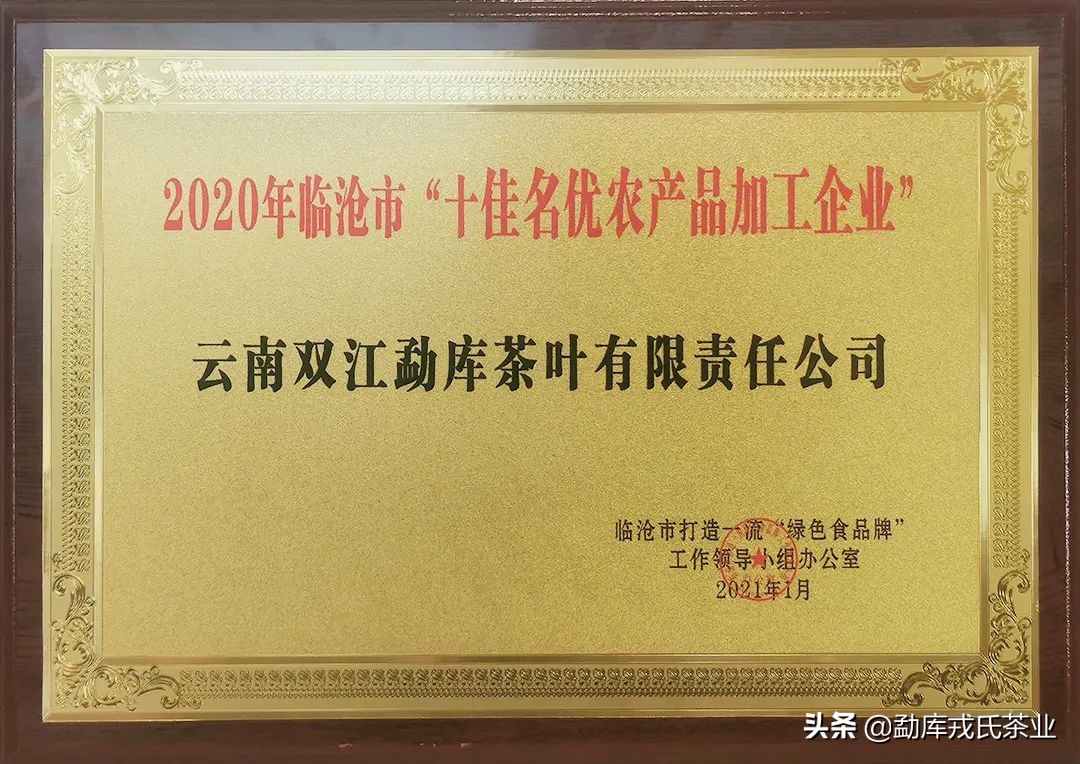 2020年临沧市“十佳名优农产品加工企业”
云南双江勐库茶叶有限责任公司
临沧市打造一流“绿色食品牌”
工作领导小组办公室
2021年1月
头条 @勐库戎氏茶业